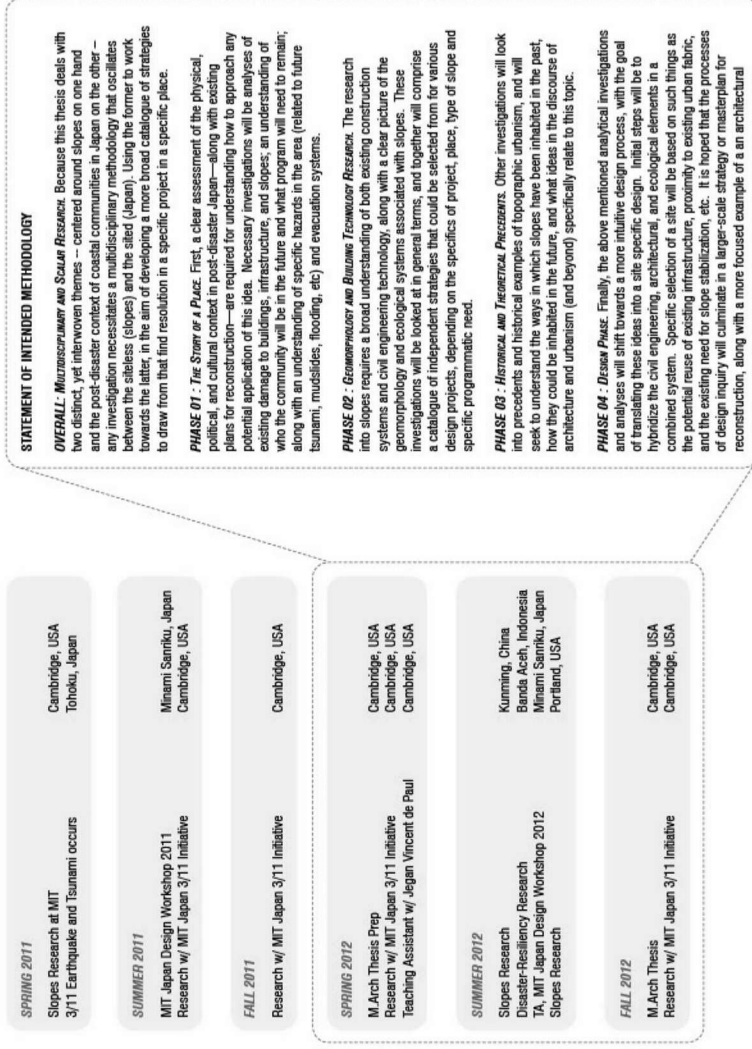 SPRING 2011
Slopes Research at MIT Cambridge, USA
3/11 Earthquake and Tsunami occurs Tohoku, Japan
SUMMER 2011
MIT Japan Design Workshop 2011 Minami Sanriku, Japan
Research w/ MIT Japan 3/11 Initiative Cambridge, USA
FALL 2011
Research w/ MIT Japan 3/11 Initiative Cambridge, USA
SPRING 2012
M.Arch Thesis Prep Cambridge, USA
Research w/ MIT Japan 3/11 Initiative Cambridge, USA
Teaching Assistant w/ Jegan Vincent de Paul Cambridge, USA
SUMMER 2012
Slopes Research Kunming, China
Disaster-Resiliency Research Banda Aceh, Indonesia
TA, MIT Japan Design Workshop 2012 Minami Sanriku, Japan
Slopes Research Portland, USA
FALL 2012
M.Arch Thesis Cambridge, USA
Research w/ MIT Japan 3/11 Initiative Cambridge, USA
STATEMENT OF INTENDED METHODOLOGY
OVERALL: MULTIDISCIPLINARY AND SCALAR RESEARCH. Because this thesis deals with
two distinct, yet interwoven themes -- centered around slopes on one hand
and the post-disaster context of coastal communities in Japan on the other --
any investigation necessitates a multidisciplinary methodology that oscillates
between the siteless (slopes) and the sited (Japan). Using the former to work
towards the latter, in the aim of developing a more broad catalogue of strategies
to draw from that find resolution in a specific project in a specific place.
PHASE 01 : THE STORY OF A PLACE. First, a clear assessment of the physical,
political, and cultural context in post-disaster Japan—along with existing
plans for reconstruction—are required for understanding how to approach any
potential application of this idea. Necessary investigations will be analyses of
existing damage to buildings, infrastructure, and slopes; an understanding of
who the community will be in the future and what program will need to remain;
along with an understanding of specific hazards in the area (related to future
tsunami, mudslides, flooding, etc) and evacuation systems.
PHASE 02 : GEOMORPHOLOGY AND BUILDING TECHNOLOGY RESEARCH. The research
into slopes requires a broad understanding of both existing construction
systems and civil engineering technology, along with a clear picture of the
geomorphology and ecological systems associated with slopes. These
investigations will be looked at in general terms, and together will comprise
a catalogue of independent strategies that could be selected from for various
design projects, depending on the specifics of project, place, type of slope and
specific programmatic need.
PHASE 03 : HISTORICAL AND THEORETICAL PRECEDENTS. Other investigations will look
into precedents and historical examples of topographic urbanism, and will
seek to understand the ways in which slopes have been inhabited in the past,
how they could be inhabited in the future, and what ideas in the discourse of
architecture and urbanism (and beyond) specifically relate to this topic.
PHASE 04 : DESIGN PHASE. Finally, the above mentioned analytical investigations
and analyses will shift towards a more intuitive design process, with the goal
of translating these ideas into a site specific design. Initial steps will be to
hybridize the civil engineering, architectural, and ecological elements in a
combined system. Specific selection of a site will be based on such things as
the potential reuse of existing infrastructure, proximity to existing urban fabric,
and the existing need for slope stabilization, etc. It is hoped that the processes
of design inquiry will culminate in a larger-scale strategy or masterplan for
reconstruction, along with a more focused example of a an architectural